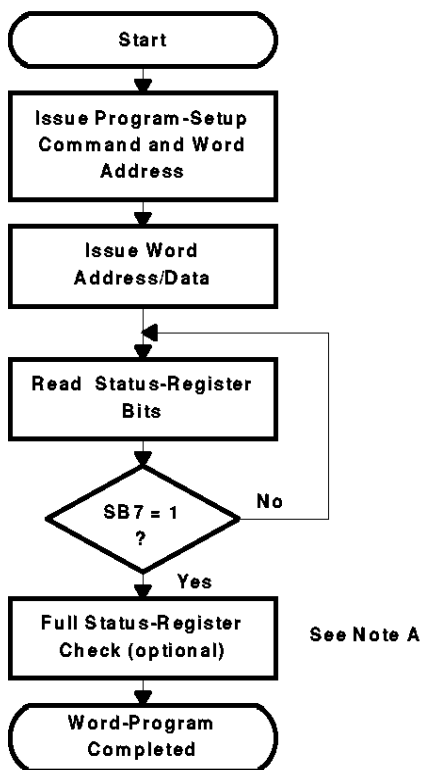 Start
Issue Program-Setup
Command and Word
Address
Issue Word
Address/Data
Read Status-Register
Bits
SB7 = 1
?
No
Yes
Full Status-Register
Check (optional)
See Note A
Word-Program
Completed